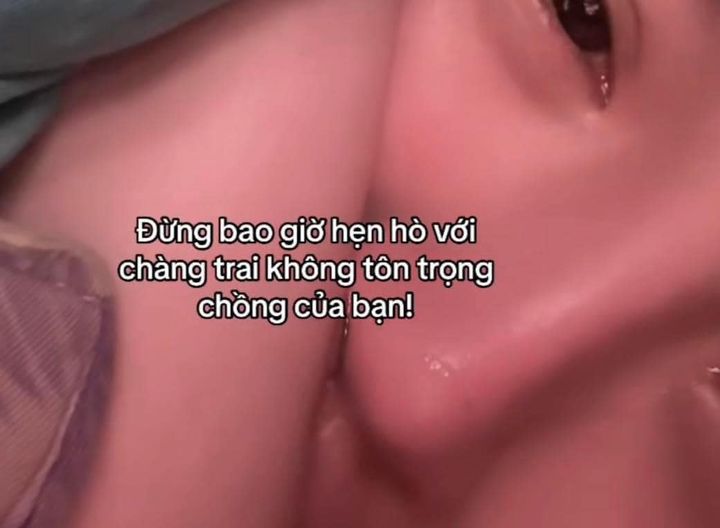 Đừng bao giờ hẹn hò với
chàng trai không tôn trọng
chồng của bạn!